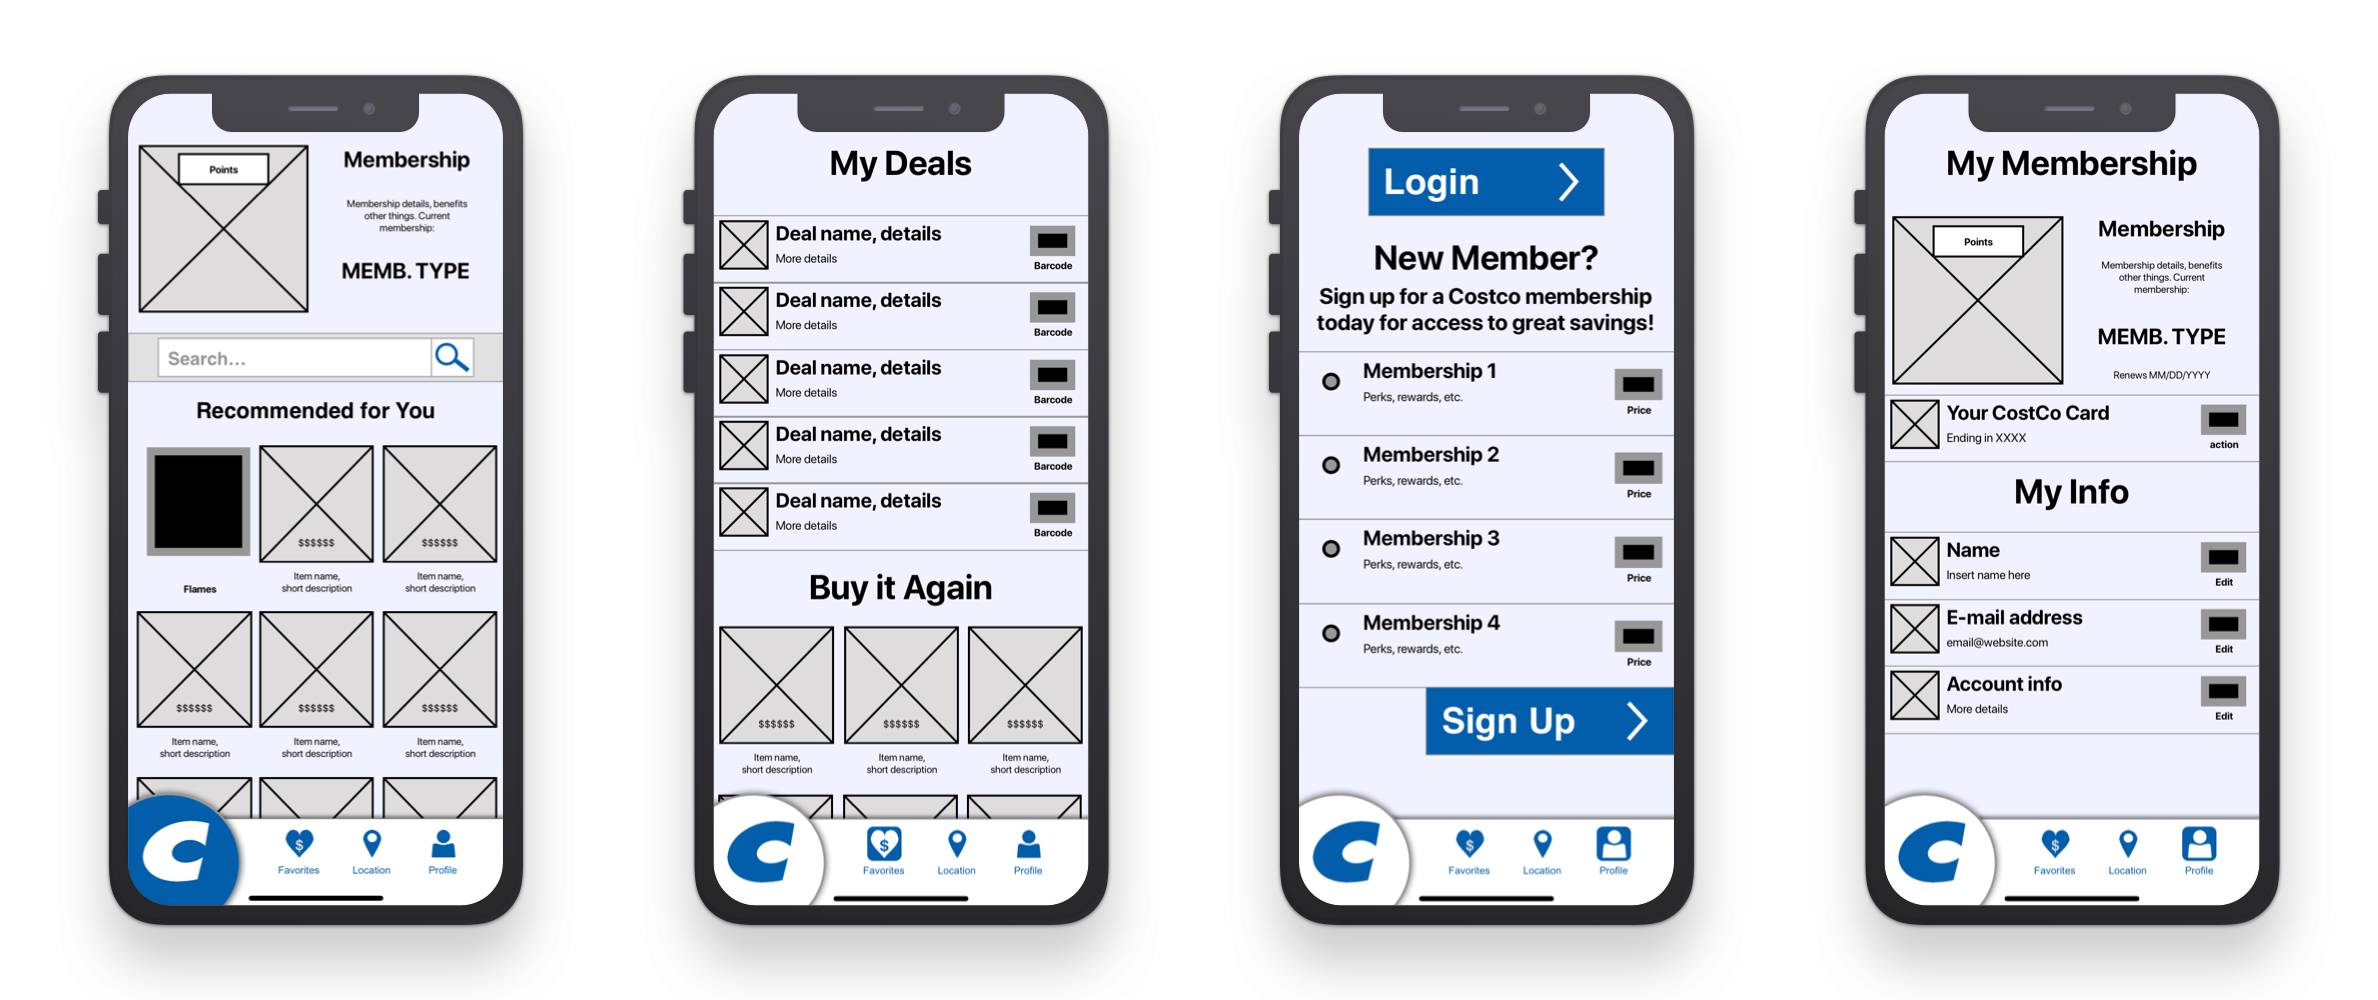 Points
Membership
Membership details, benefits
other things. Current
membership:
MEMB. TYPE
Search...
Recommended for You
$$$$$$
$$$$$$
Flames
Item name,
short description
Item name,
short description
$$$$$$
$$$$$$
$$$$$$
Item name,
short description
Item name,
short description
Item name,
short description
C
$
Favorites
Location
Profile
My Deals
Deal name, details
More details
Barcode
Deal name, details
More details
Barcode
Deal name, details
More details
Barcode
Deal name, details
More details
Barcode
Deal name, details
More details
Barcode
Buy it Again
$$$$$$
$$$$$$
$$$$$$
Item name,
short description
Item name,
short description
Item name,
short description
C
$
Favorites
Location
Profile
Login
New Member?
Sign up for a Costco membership
today for access to great savings!
Membership 1
Perks, rewards, etc.
Price
Membership 2
Perks, rewards, etc.
Price
Membership 3
Perks, rewards, etc.
Price
Membership 4
Perks, rewards, etc.
Price
Sign Up
C
$
Favorites
Location
Profile
My Membership
Points
Membership
Membership details, benefits
other things. Current
membership:
MEMB. TYPE
Renews MM/DD/YYYY
Your CostCo Card
Ending in XXXX
action
My Info
Name
Insert name here
Edit
E-mail address
email@website.com
Edit
Account info
More details
Edit
C
$
Favorites
Location
Profile